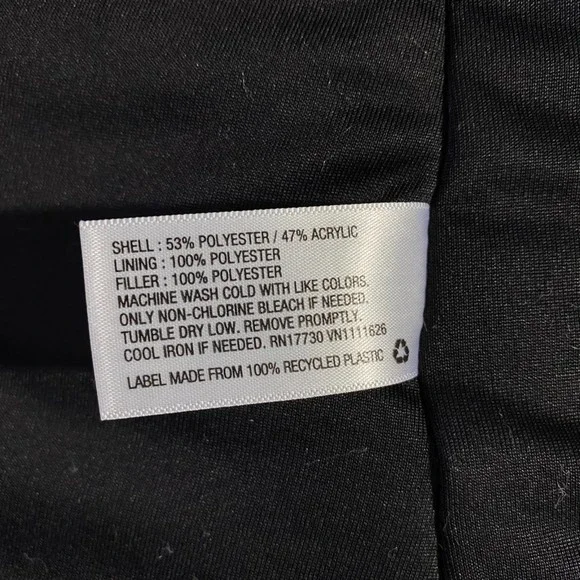 SHELL : 53% POLYESTER / 47% ACRYLIC
LINING : 100% POLYESTER
FILLER : 100% POLYESTER
MACHINE WASH COLD WITH LIKE COLORS.
ONLY NON-CHLORINE BLEACH IF NEEDED.
TUMBLE DRY LOW. REMOVE PROMPTLY.
COOL IRON IF NEEDED. RN17730 VN1111626
LABEL MADE FROM 100% RECYCLED PLASTIC